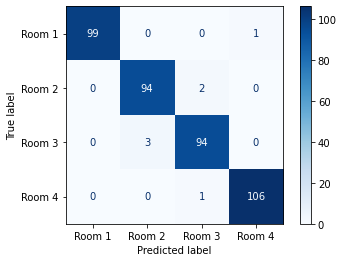 True label
Room 1 99 0 0 1
Room 2 0 94 2 0
Room 3 0 3 94 0
Room 4 0 0 1 106
Room 1 Room 2 Room 3 Room 4
Predicted label
100
80
60
40
20
0